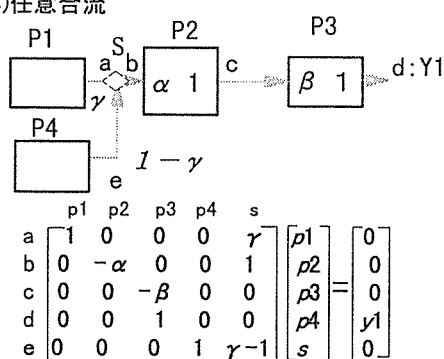 )任意合流
P1 S P2 P3
a b α 1 c β 1 d:Y1
γ
P4 1-γ
e
p1 p2 p3 p4 s
a 1 0 0 0 γ p1 0
b 0 -α 0 0 1 p2 0
c 0 0 -β 0 0 p3 = 0
d 0 0 1 0 0 p4 y1
e 0 0 0 1 γ-1 s 0